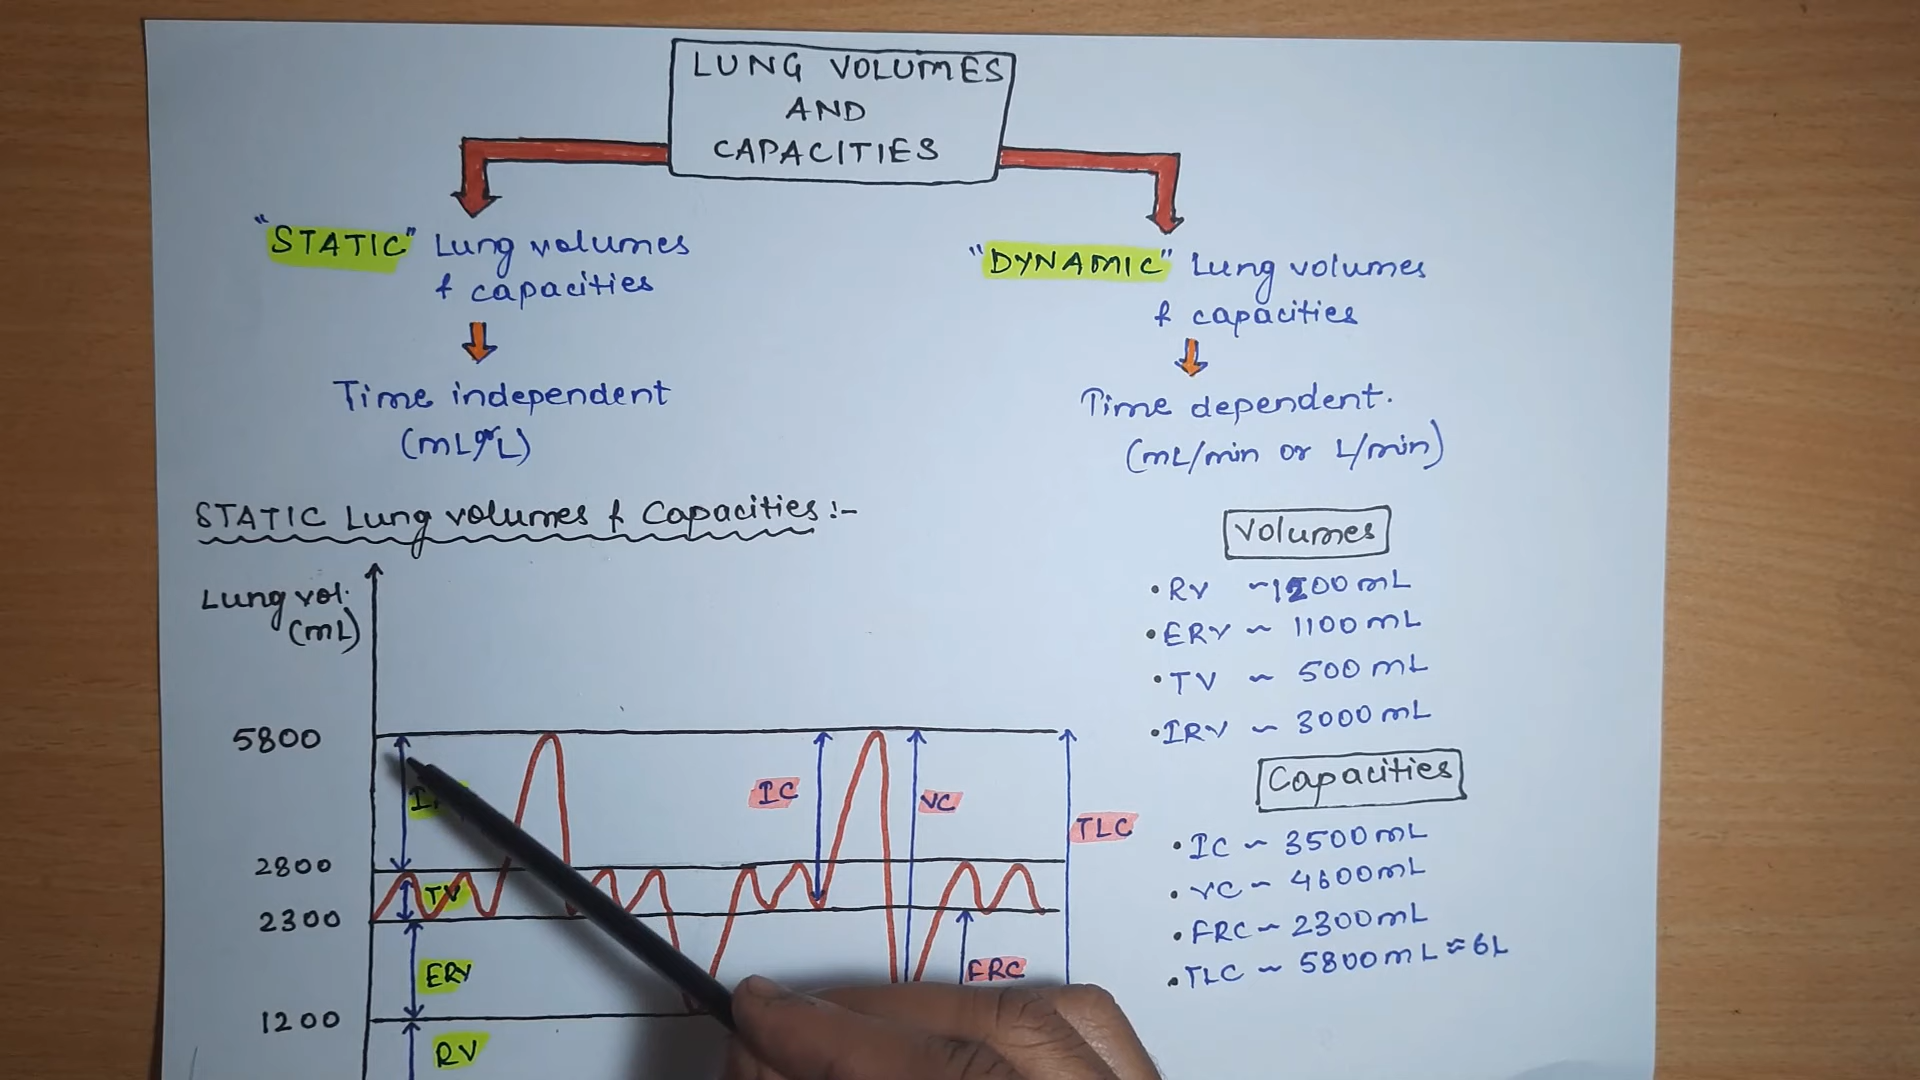 LUNG VOLUMES
AND
CAPACITIES
"STATIC" Lung volumes
& capacities
Time independent
(mL or L)
"DYNAMIC" Lung volumes
& capacities
Time dependent.
(mL/min or L/min)
STATIC Lung volumes & Capacities :-
Lung vol.
(mL)
5800
2800
2300
1200
TV
ERV
RV
IC
VC
TLC
FRC
Volumes
• RV ~1200 mL
• ERV ~ 1100 mL
• TV ~ 500 mL
• IRV ~ 3000 mL
Capacities
• IC ~ 3500 mL
• VC ~ 4600 mL
• FRC ~ 2300 mL
• TLC ~ 5800 mL ≈ 6L